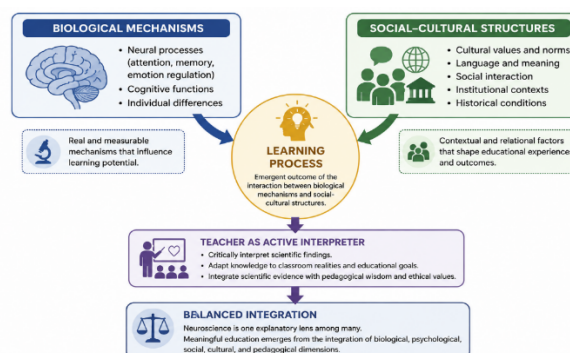 BIOLOGICAL MECHANISMS
• Neural processes
(attention, memory,
emotion regulation)
• Cognitive functions
• Individual differences
Real and measurable
mechanisms that influence
learning potential.
SOCIAL–CULTURAL STRUCTURES
• Cultural values and norms
• Language and meaning
• Social interaction
• Institutional contexts
• Historical conditions
Contextual and relational factors
that shape educational experience
and outcomes.
LEARNING
PROCESS
Emergent outcome of the
interaction between biological
mechanisms and social-
cultural structures.
TEACHER AS ACTIVE INTERPRETER
• Critically interpret scientific findings.
• Adapt knowledge to classroom realities and educational goals.
• Integrate scientific evidence with pedagogical wisdom and ethical values.
BALANCED INTEGRATION
Neuroscience is one explanatory lens among many.
Meaningful education emerges from the integration of biological, psychological,
social, cultural, and pedagogical dimensions.